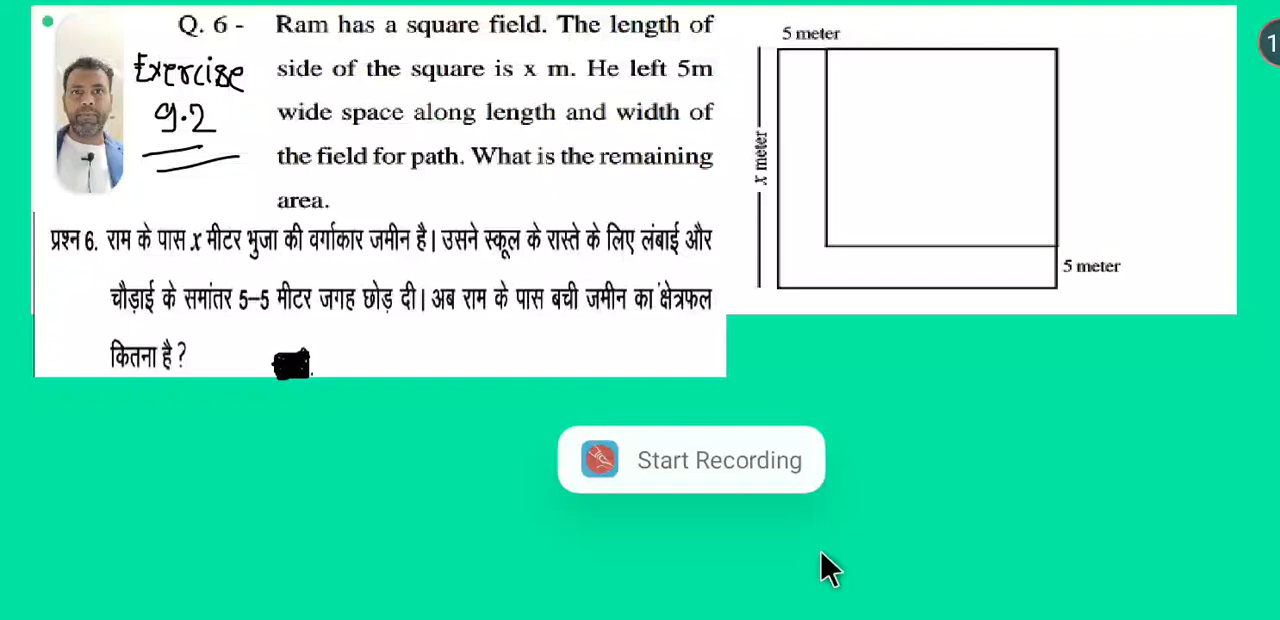 Q. 6 - Ram has a square field. The length of
Exercise side of the square is x m. He left 5m
9.2 wide space along length and width of
the field for path. What is the remaining
area.
प्रश्न 6. राम के पास x मीटर भुजा की वर्गाकार जमीन है। उसने स्कूल के रास्ते के लिए लंबाई और
चौड़ाई के समांतर 5–5 मीटर जगह छोड़ दी। अब राम के पास बची जमीन का क्षेत्रफल
कितना है?
5 meter
x meter
5 meter
1
Start Recording